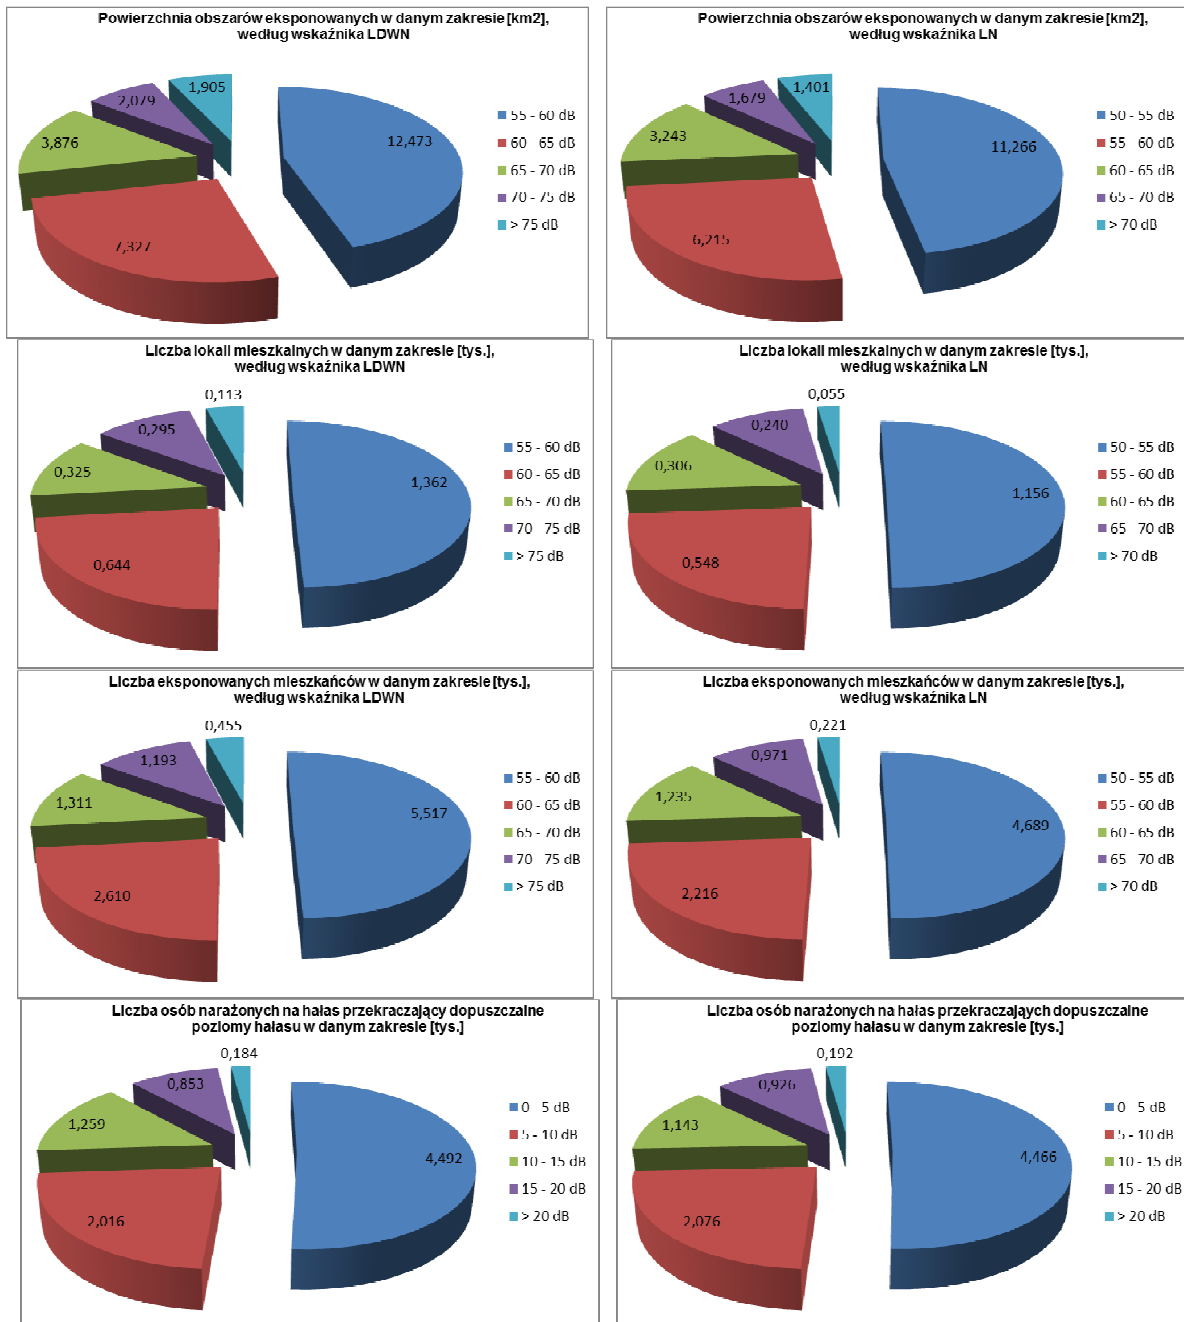 Powierzchnia obszarów eksponowanych w danym zakresie [km2],
według wskaźnika LDWN
1,905
2,079
3,876
12,473
7,327
55 - 60 dB
60 - 65 dB
65 - 70 dB
70 - 75 dB
> 75 dB
Powierzchnia obszarów eksponowanych w danym zakresie [km2],
według wskaźnika LN
1,401
1,679
3,243
11,266
6,215
50 - 55 dB
55 - 60 dB
60 - 65 dB
65 - 70 dB
> 70 dB
Liczba lokali mieszkalnych w danym zakresie [tys.],
według wskaźnika LDWN
0,113
0,295
0,325
1,362
0,644
55 - 60 dB
60 - 65 dB
65 - 70 dB
70 - 75 dB
> 75 dB
Liczba lokali mieszkalnych w danym zakresie [tys.],
według wskaźnika LN
0,055
0,240
0,306
1,156
0,548
50 - 55 dB
55 - 60 dB
60 - 65 dB
65 - 70 dB
> 70 dB
Liczba eksponowanych mieszkańców w danym zakresie [tys.],
według wskaźnika LDWN
0,455
1,193
1,311
5,517
2,610
55 - 60 dB
60 - 65 dB
65 - 70 dB
70 - 75 dB
> 75 dB
Liczba eksponowanych mieszkańców w danym zakresie [tys.],
według wskaźnika LN
0,221
0,971
1,235
4,689
2,216
50 - 55 dB
55 - 60 dB
60 - 65 dB
65 - 70 dB
> 70 dB
Liczba osób narażonych na hałas przekraczający dopuszczalne
poziomy hałasu w danym zakresie [tys.]
0,184
0,853
1,259
4,492
2,016
0 - 5 dB
5 - 10 dB
10 - 15 dB
15 - 20 dB
> 20 dB
Liczba osób narażonych na hałas przekraczających dopuszczalne
poziomy hałasu w danym zakresie [tys.]
0,192
0,926
1,143
4,466
2,076
0 - 5 dB
5 - 10 dB
10 - 15 dB
15 - 20 dB
> 20 dB